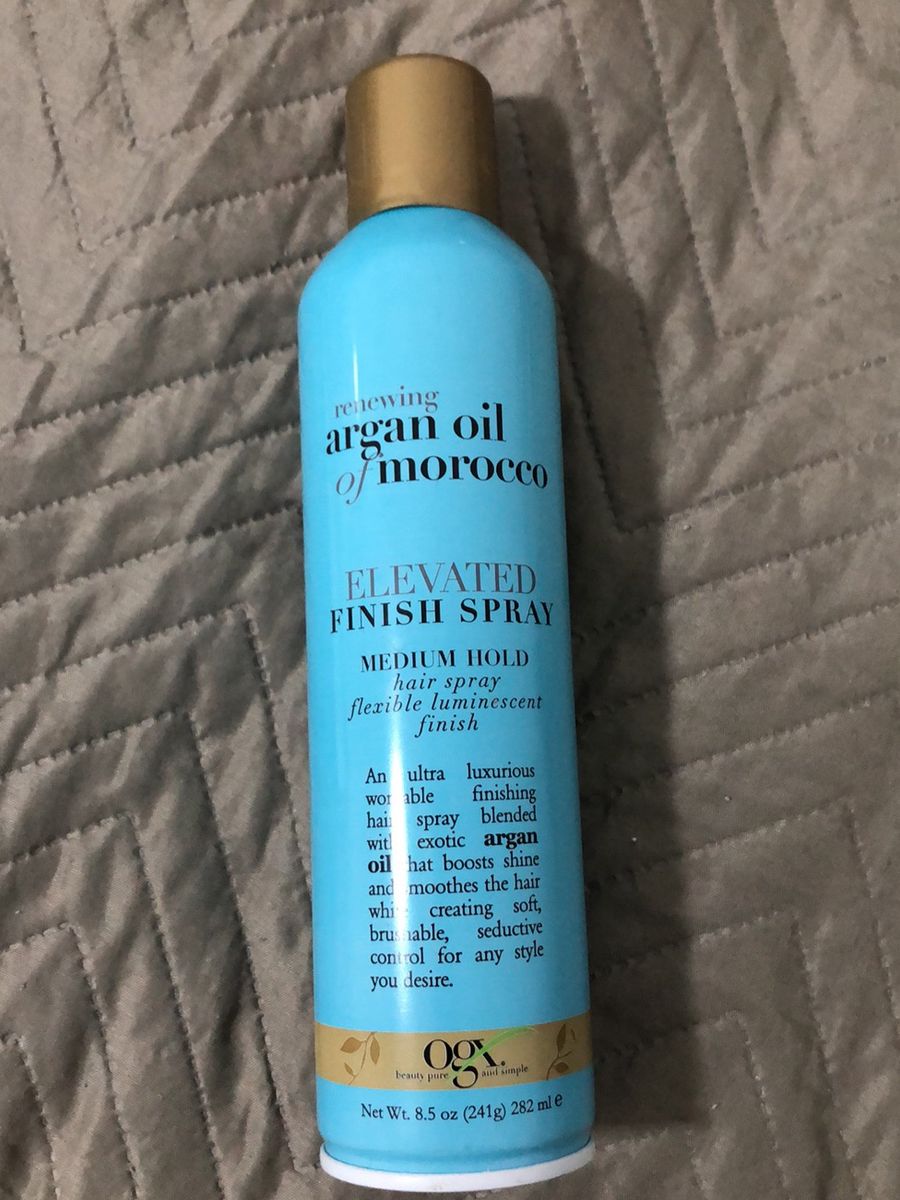 renewing
argan oil
of morocco
ELEVATED
FINISH SPRAY
MEDIUM HOLD
hair spray
flexible luminescent
finish
An ultra luxurious
workable finishing
hair spray blended
with exotic argan
oil that boosts shine
and smoothes the hair
while creating soft,
brushable, seductive
control for any style
you desire.
ogx.
beauty pure and simple
Net Wt. 8.5 oz (241g) 282 ml e